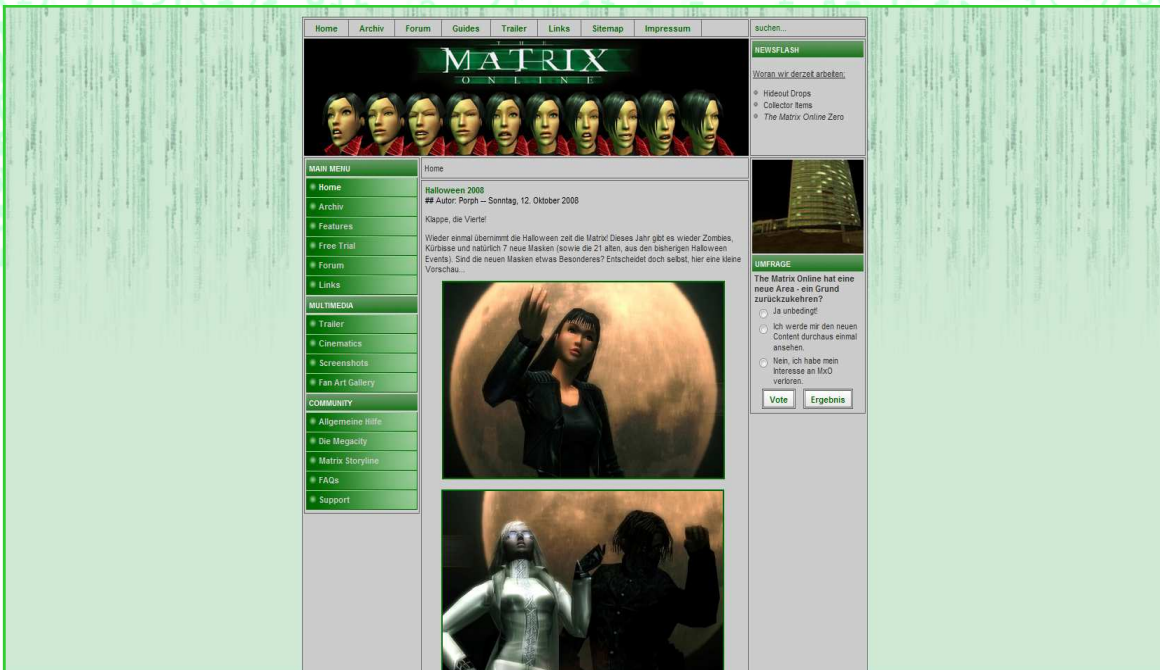 Home Archiv Forum Guides Trailer Links Sitemap Impressum
suchen...
THE
MATRIX
ONLINE
NEWSFLASH
Woran wir derzeit arbeiten:
Hideout Drops
Collector Items
The Matrix Online Zero
MAIN MENU
Home
Archiv
Features
Free Trial
Forum
Links
MULTIMEDIA
Trailer
Cinematics
Screenshots
Fan Art Gallery
COMMUNITY
Allgemeine Hilfe
Die Megacity
Matrix Storyline
FAQs
Support
Home
Halloween 2008
## Autor: Porph -- Sonntag, 12. Oktober 2008
Klappe, die Vierte!
Wieder einmal übernimmt die Halloween zeit die Matrix! Dieses Jahr gibt es wieder Zombies,
Kürbisse und natürlich 7 neue Masken (sowie die 21 alten, aus den bisherigen Halloween
Events). Sind die neuen Masken etwas Besonderes? Entscheidet doch selbst, hier eine kleine
Vorschau...
UMFRAGE
The Matrix Online hat eine
neue Area - ein Grund
zurückzukehren?
Ja unbedingt!
Ich werde mir den neuen
Content durchaus einmal
ansehen.
Nein, ich habe mein
Interesse an MxO
verloren.
Vote Ergebnis